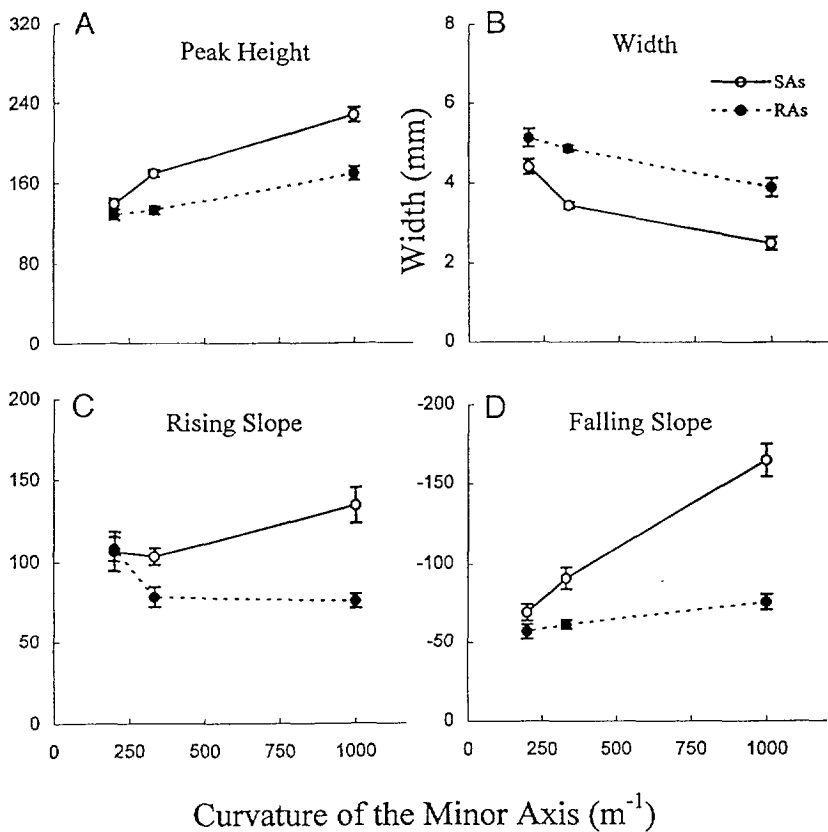 A
Peak Height
320
240
160
80
0
B
Width
8
6
4
2
0
Width (mm)
SAs
RAs
C
Rising Slope
200
150
100
50
0
0 250 500 750 1000
D
Falling Slope
-200
-150
-100
-50
0
0 250 500 750 1000
Curvature of the Minor Axis (m⁻¹)